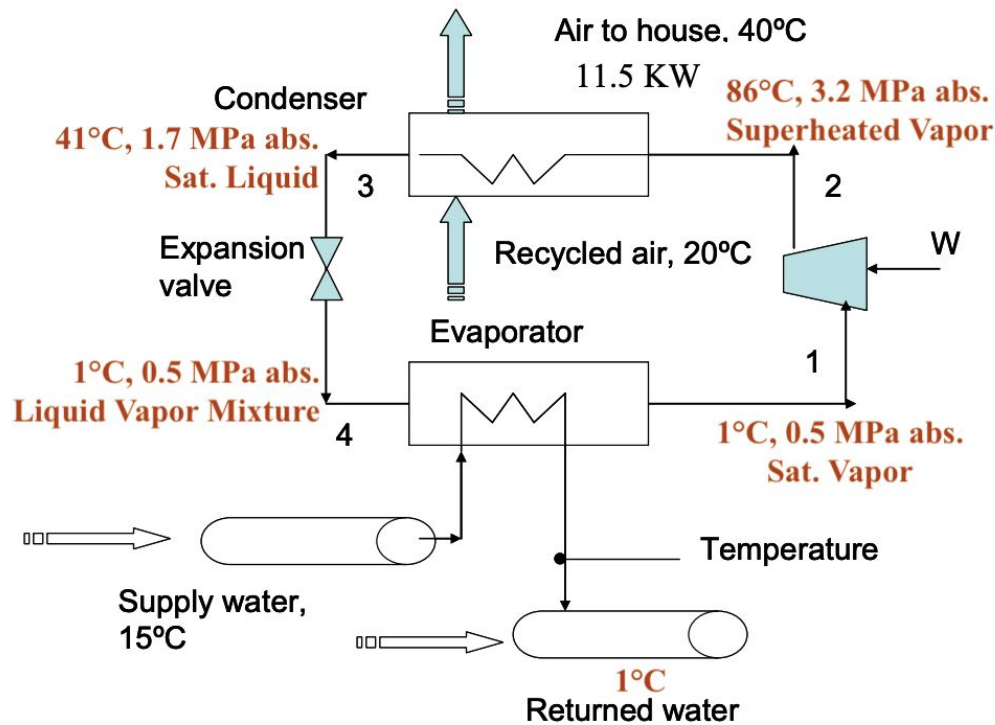 Air to house. 40ºC
11.5 KW
Condenser
86°C, 3.2 MPa abs.
Superheated Vapor
41°C, 1.7 MPa abs.
Sat. Liquid
3
2
Expansion
valve
Recycled air, 20ºC
W
Evaporator
1
1°C, 0.5 MPa abs.
Liquid Vapor Mixture
4
1°C, 0.5 MPa abs.
Sat. Vapor
Temperature
Supply water,
15ºC
1°C
Returned water